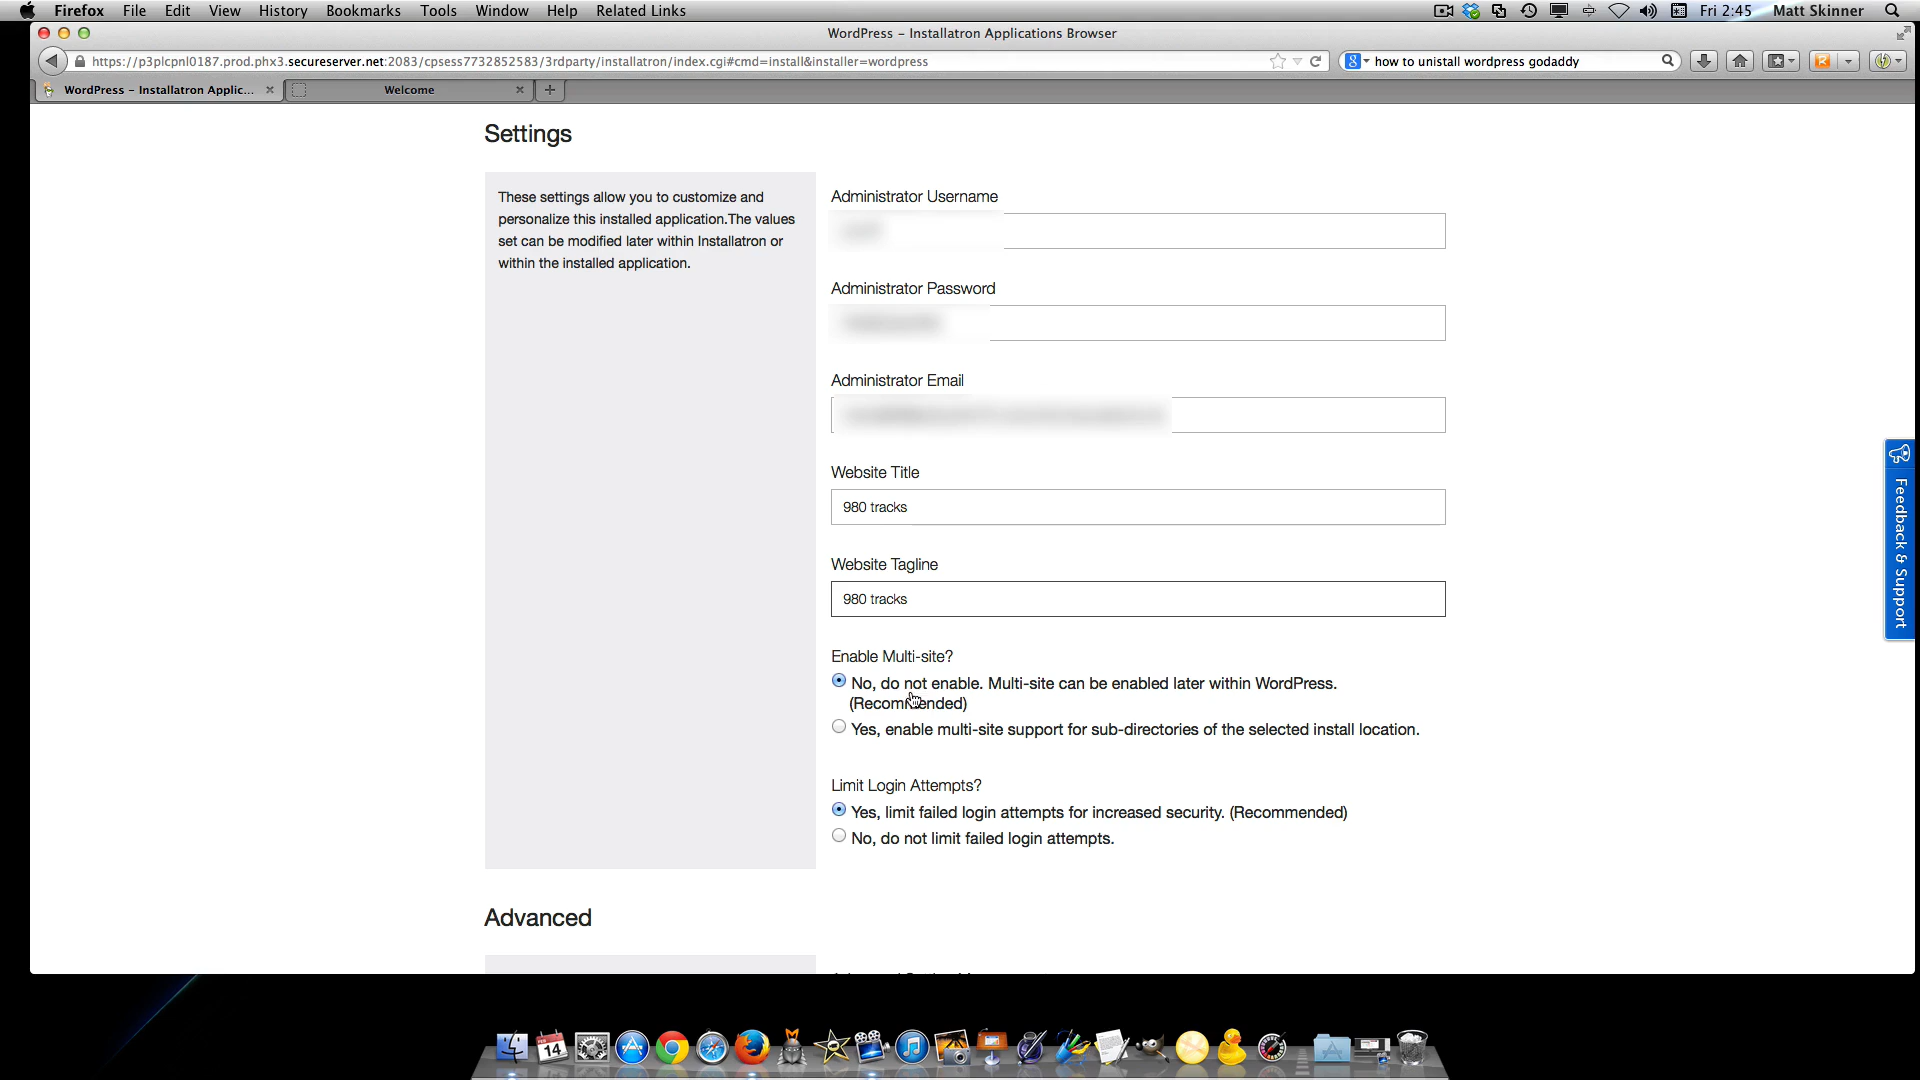 Firefox File Edit View History Bookmarks Tools Window Help Related Links Fri 2:45 Matt Skinner
WordPress – Installatron Applications Browser
https://p3plcpnl0187.prod.phx3.secureserver.net:2083/cpsess7732852583/3rdparty/installatron/index.cgi#cmd=install&installer=wordpress
how to unistall wordpress godaddy
WordPress – Installatron Applic...
Welcome
Settings
These settings allow you to customize and
personalize this installed application.The values
set can be modified later within Installatron or
within the installed application.
Administrator Username
Administrator Password
Administrator Email
Website Title
980 tracks
Website Tagline
980 tracks
Enable Multi-site?
No, do not enable. Multi-site can be enabled later within WordPress.
(Recommended)
Yes, enable multi-site support for sub-directories of the selected install location.
Limit Login Attempts?
Yes, limit failed login attempts for increased security. (Recommended)
No, do not limit failed login attempts.
Advanced
Feedback & Support
FEB
14